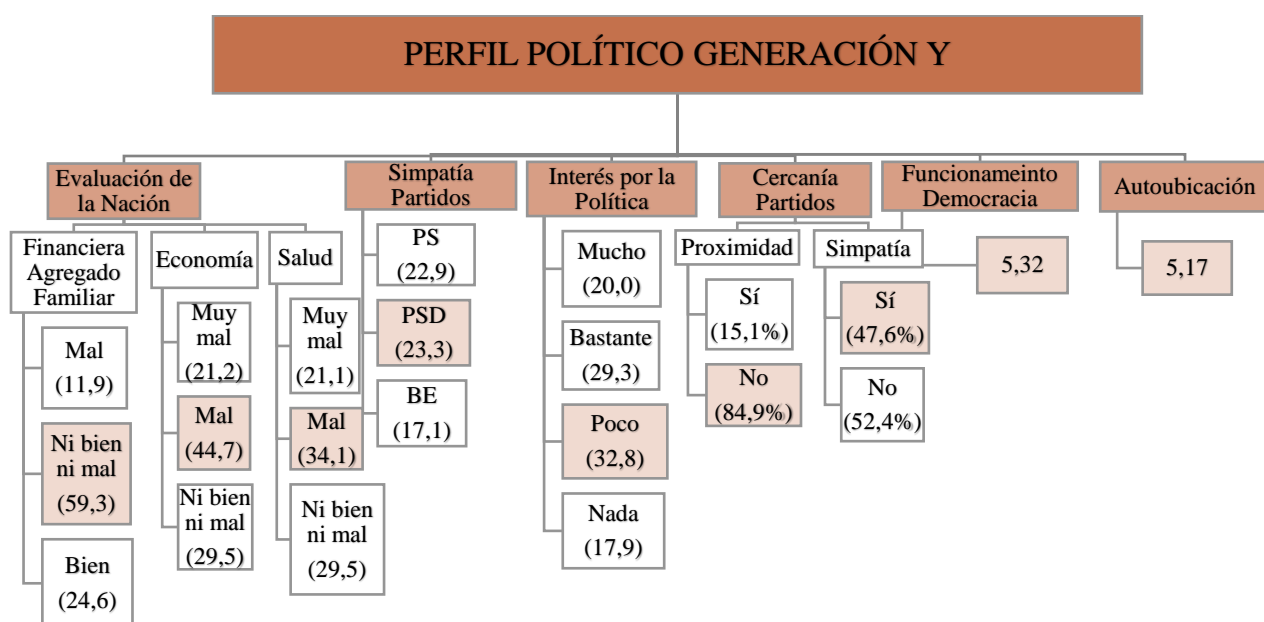 PERFIL POLÍTICO GENERACIÓN Y
Evaluación de
la Nación
Financiera
Agregado
Familiar
Mal
(11,9)
Ni bien
ni mal
(59,3)
Bien
(24,6)
Economía
Muy
mal
(21,2)
Mal
(44,7)
Ni bien
ni mal
(29,5)
Salud
Muy
mal
(21,1)
Mal
(34,1)
Ni bien
ni mal
(29,5)
Simpatía
Partidos
PS
(22,9)
PSD
(23,3)
BE
(17,1)
Interés por la
Política
Mucho
(20,0)
Bastante
(29,3)
Poco
(32,8)
Nada
(17,9)
Cercanía
Partidos
Proximidad
Sí
(15,1%)
No
(84,9%)
Simpatía
Sí
(47,6%)
No
(52,4%)
Funcionameinto
Democracia
5,32
Autoubicación
5,17